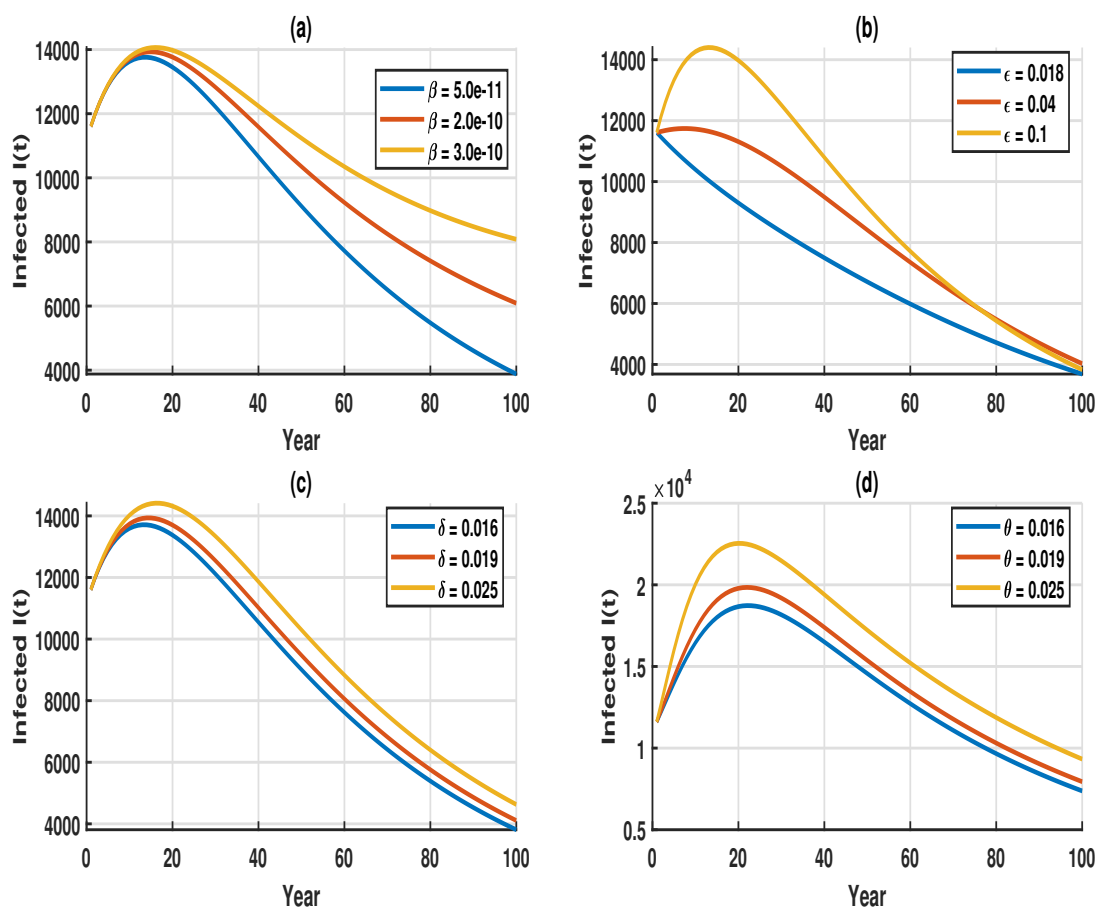 (a)
14000
12000
10000
8000
6000
4000
Infected I(t)
0 20 40 60 80 100
Year
β = 5.0e-11
β = 2.0e-10
β = 3.0e-10
(b)
14000
12000
10000
8000
6000
4000
Infected I(t)
0 20 40 60 80 100
Year
ϵ = 0.018
ϵ = 0.04
ϵ = 0.1
(c)
14000
12000
10000
8000
6000
4000
Infected I(t)
0 20 40 60 80 100
Year
δ = 0.016
δ = 0.019
δ = 0.025
(d)
×10⁴
2.5
2
1.5
1
0.5
Infected I(t)
0 20 40 60 80 100
Year
θ = 0.016
θ = 0.019
θ = 0.025